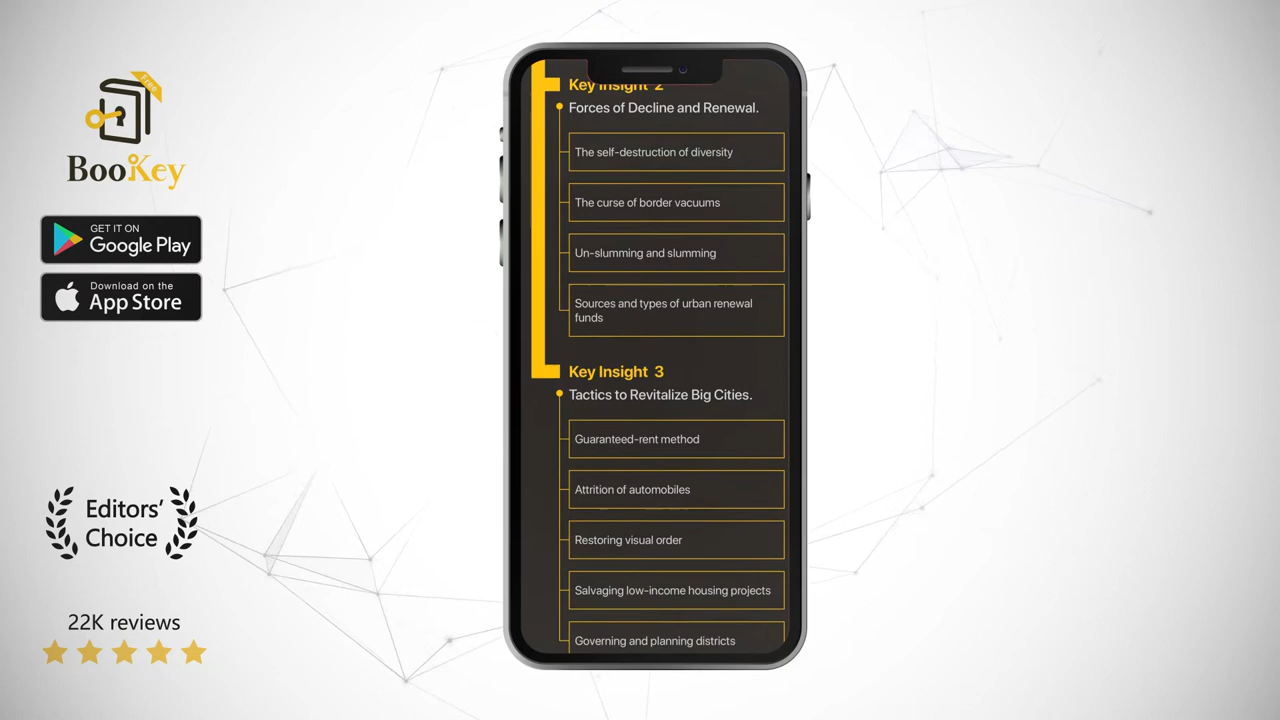 Free
BooKey
GET IT ON
Google Play
Download on the
App Store
Editors'
Choice
22K reviews
Key Insight 2
Forces of Decline and Renewal.
The self-destruction of diversity
The curse of border vacuums
Un-slumming and slumming
Sources and types of urban renewal
funds
Key Insight 3
Tactics to Revitalize Big Cities.
Guaranteed-rent method
Attrition of automobiles
Restoring visual order
Salvaging low-income housing projects
Governing and planning districts